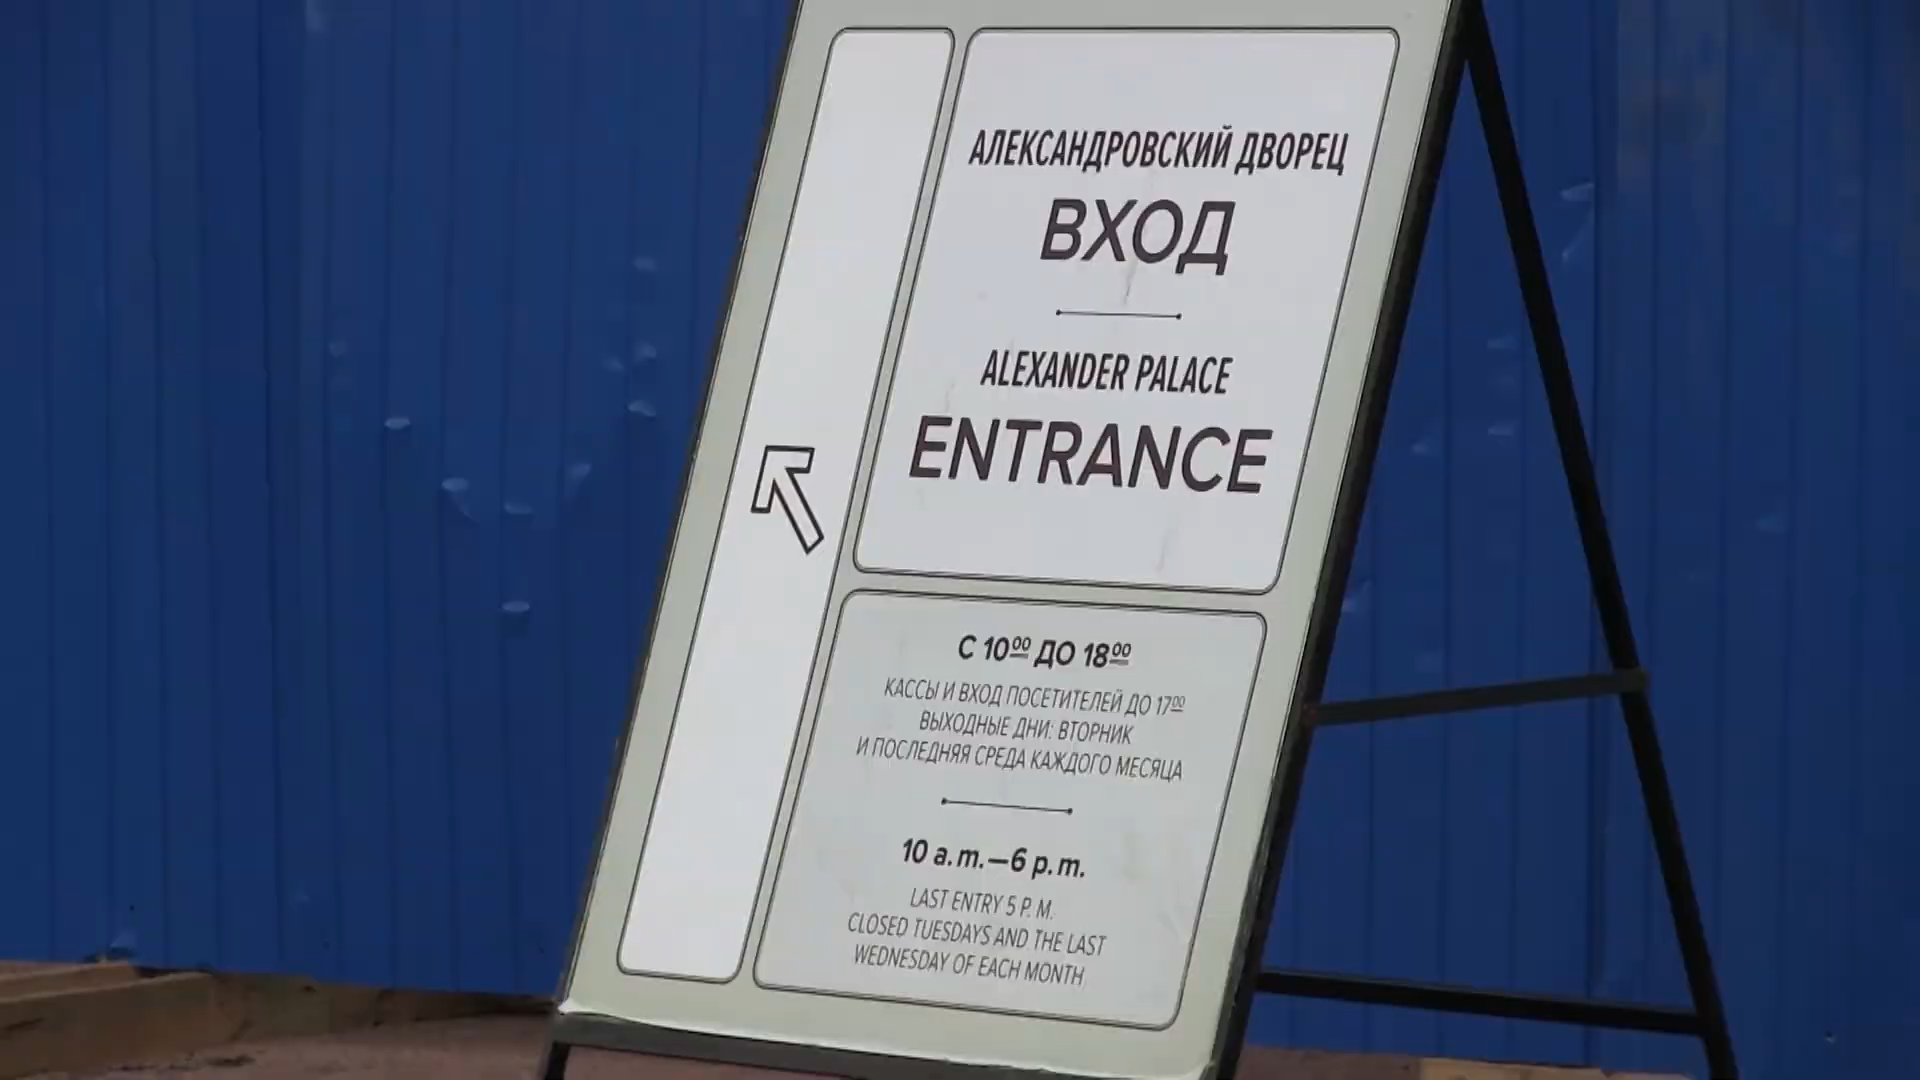 АЛЕКСАНДРОВСКИЙ ДВОРЕЦ
ВХОД
ALEXANDER PALACE
ENTRANCE
С 10⁰⁰ ДО 18⁰⁰
КАССЫ И ВХОД ПОСЕТИТЕЛЕЙ ДО 17⁰⁰
ВЫХОДНЫЕ ДНИ: ВТОРНИК
И ПОСЛЕДНЯЯ СРЕДА КАЖДОГО МЕСЯЦА
10 a.m.—6 p.m.
LAST ENTRY 5 P. M.
CLOSED TUESDAYS AND THE LAST
WEDNESDAY OF EACH MONTH